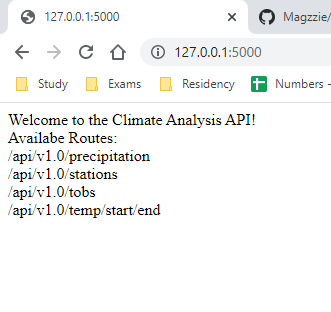 127.0.0.1:5000
Magzzie/
127.0.0.1:5000
Study Exams Residency Numbers -
Welcome to the Climate Analysis API!
Availabe Routes:
/api/v1.0/precipitation
/api/v1.0/stations
/api/v1.0/tobs
/api/v1.0/temp/start/end